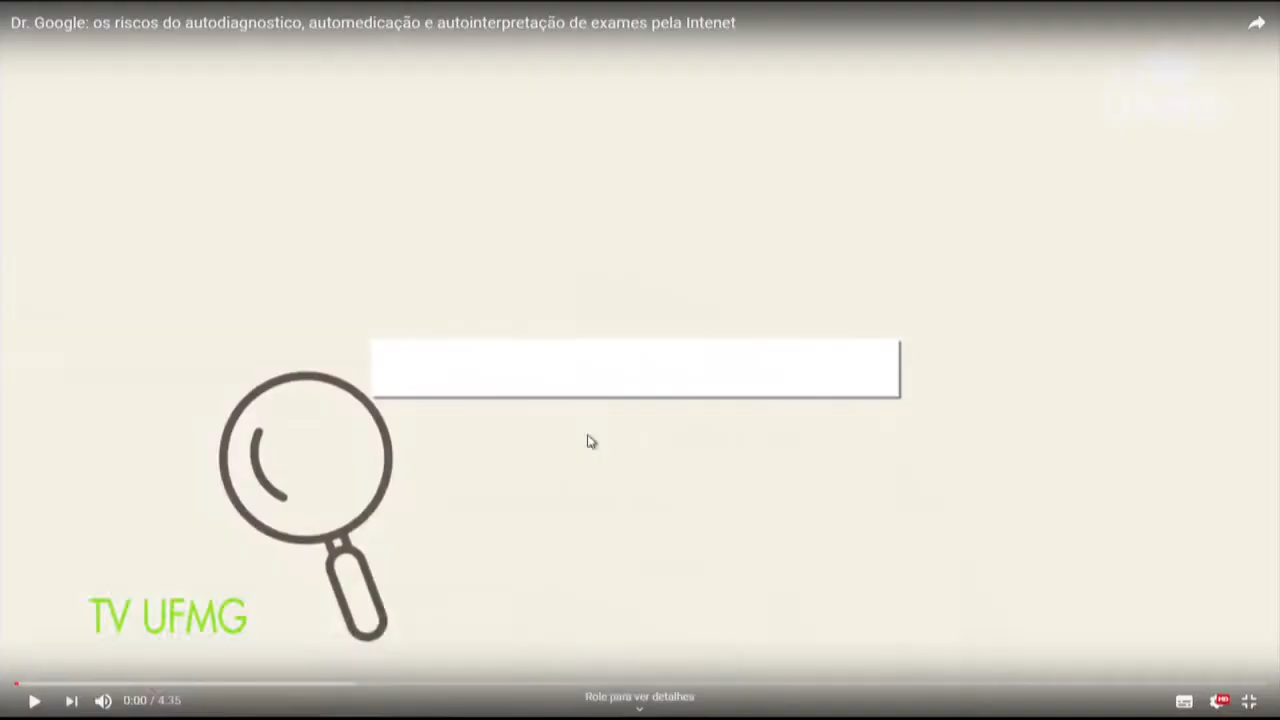 Dr. Google: os riscos do autodiagnostico, automedicação e autointerpretação de exames pela Intenet
TV UFMG
0:00 / 4:35
Role para ver detalhes
HD